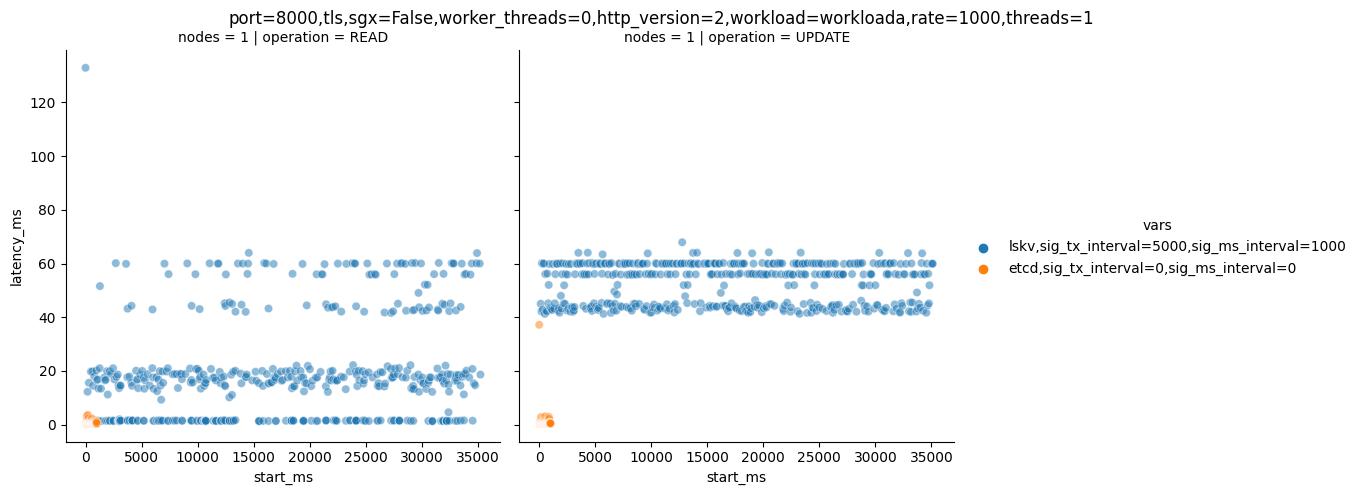 port=8000,tls,sgx=False,worker_threads=0,http_version=2,workload=workloada,rate=1000,threads=1
nodes = 1 | operation = READ
nodes = 1 | operation = UPDATE
120
100
80
60
40
20
0
latency_ms
0 5000 10000 15000 20000 25000 30000 35000
start_ms
0 5000 10000 15000 20000 25000 30000 35000
start_ms
vars
lskv,sig_tx_interval=5000,sig_ms_interval=1000
etcd,sig_tx_interval=0,sig_ms_interval=0